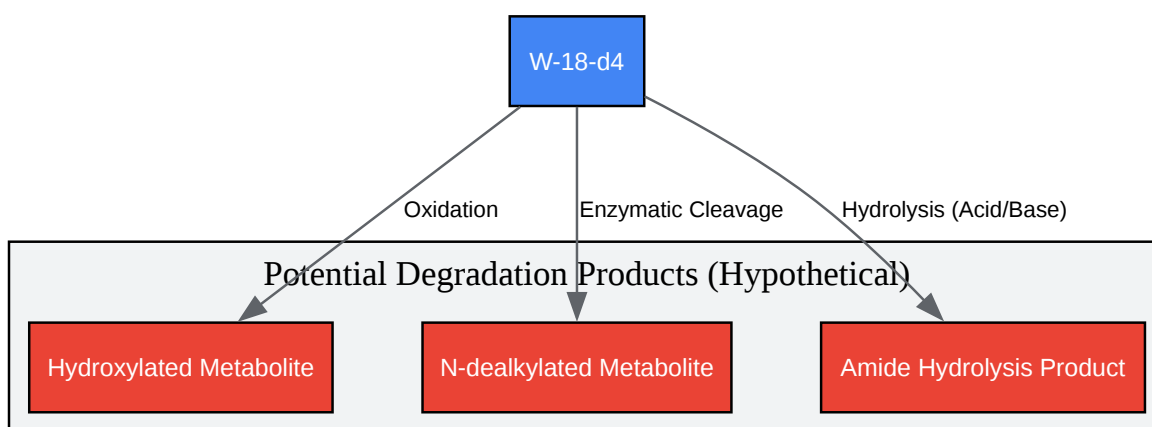 W-18-d4
Oxidation
Enzymatic Cleavage
Hydrolysis (Acid/Base)
Potential Degradation Products (Hypothetical)
Hydroxylated Metabolite
N-dealkylated Metabolite
Amide Hydrolysis Product